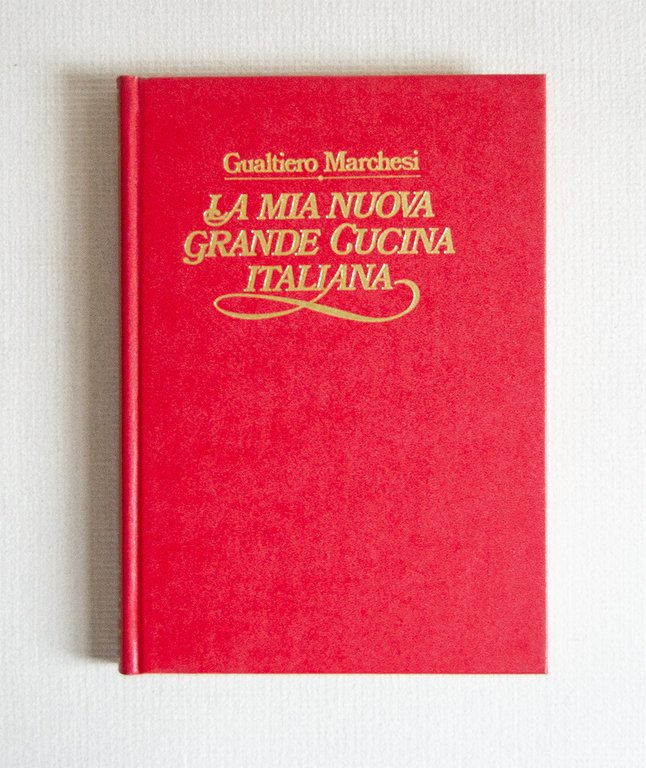 Gualtiero Marchesi
LA MIA NUOVA
GRANDE CUCINA
ITALIANA